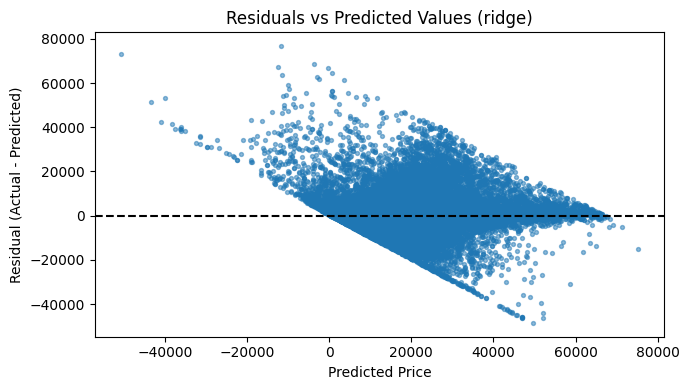 Residuals vs Predicted Values (ridge)
Residual (Actual - Predicted)
80000
60000
40000
20000
0
−20000
−40000
−40000 −20000 0 20000 40000 60000 80000
Predicted Price